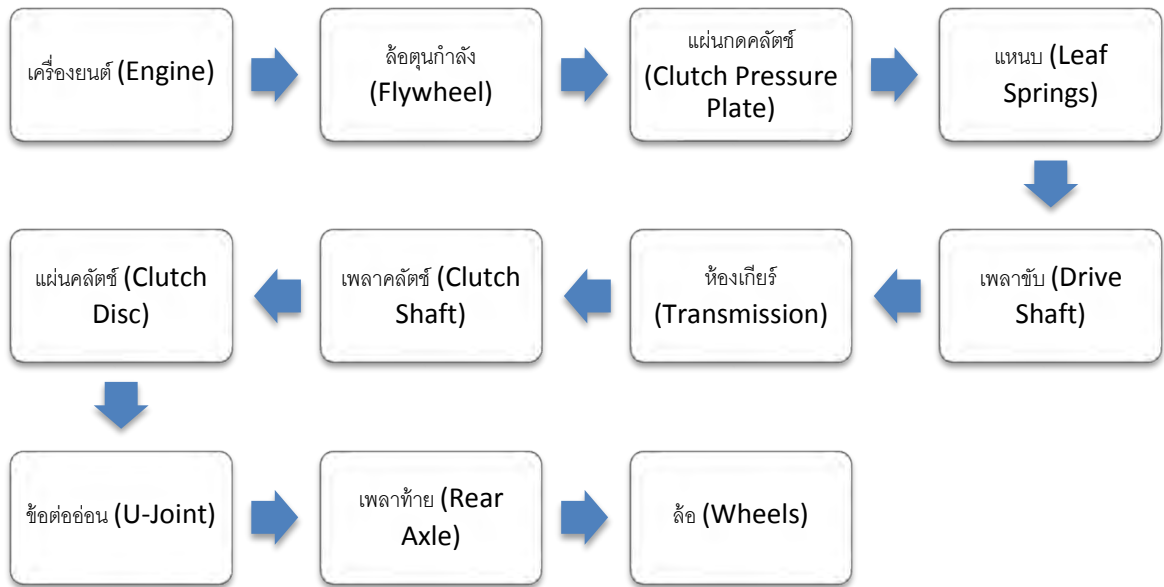 เครื่องยนต์ (Engine)
ล้อตุนกำลัง
(Flywheel)
แผ่นกดคลัตช์
(Clutch Pressure
Plate)
แหนบ (Leaf
Springs)
เพลาขับ (Drive
Shaft)
ห้องเกียร์
(Transmission)
เพลาคลัตช์ (Clutch
Shaft)
แผ่นคลัตช์ (Clutch
Disc)
ข้อต่ออ่อน (U-Joint)
เพลาท้าย (Rear
Axle)
ล้อ (Wheels)